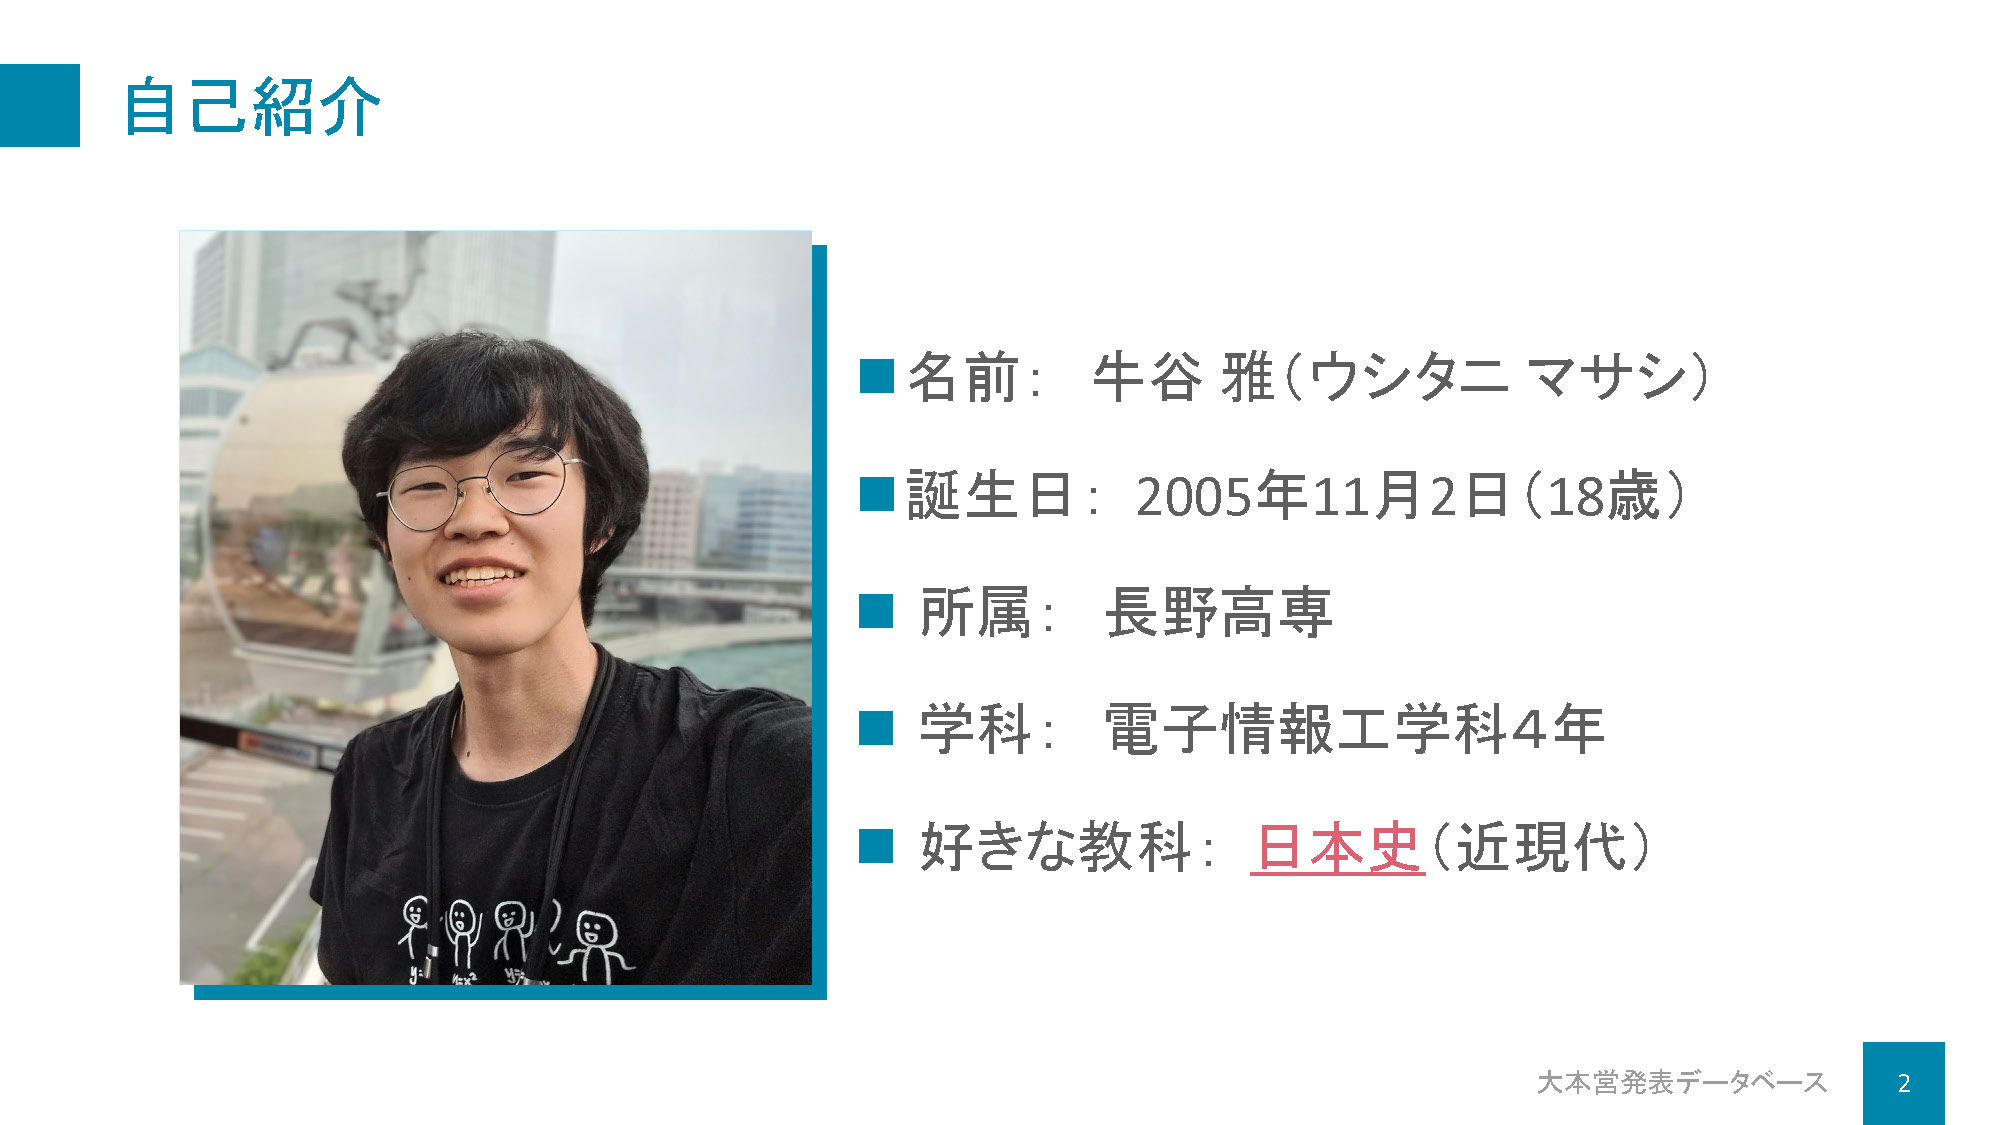 自己紹介
名前： 牛谷 雅（ウシタニ マサシ）
誕生日： 2005年11月2日（18歳）
所属： 長野高専
学科： 電子情報工学科４年
好きな教科： 日本史（近現代）
y=x²
大本営発表データベース
2